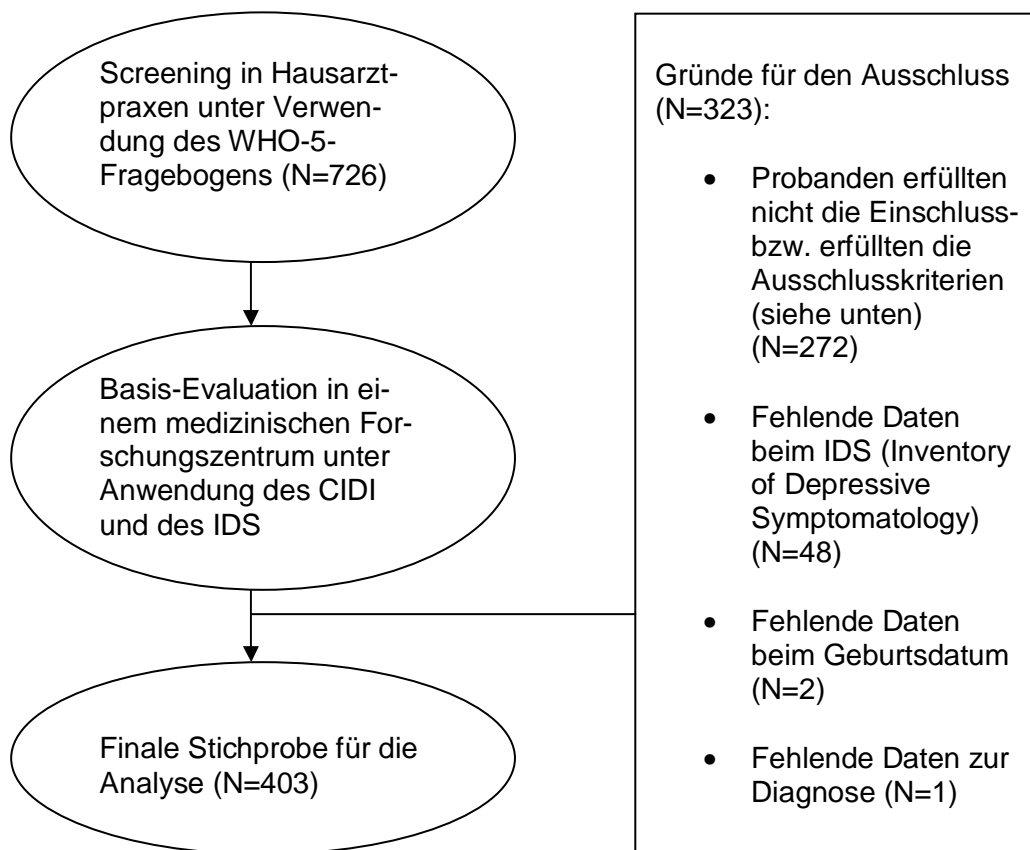 Screening in Hausarzt-
praxen unter Verwen-
dung des WHO-5-
Fragebogens (N=726)
Basis-Evaluation in ei-
nem medizinischen For-
schungszentrum unter
Anwendung des CIDI
und des IDS
Finale Stichprobe für die
Analyse (N=403)
Gründe für den Ausschluss
(N=323):
• Probanden erfüllten
nicht die Einschluss-
bzw. erfüllten die
Ausschlusskriterien
(siehe unten)
(N=272)
• Fehlende Daten
beim IDS (Inventory
of Depressive
Symptomatology)
(N=48)
• Fehlende Daten
beim Geburtsdatum
(N=2)
• Fehlende Daten zur
Diagnose (N=1)